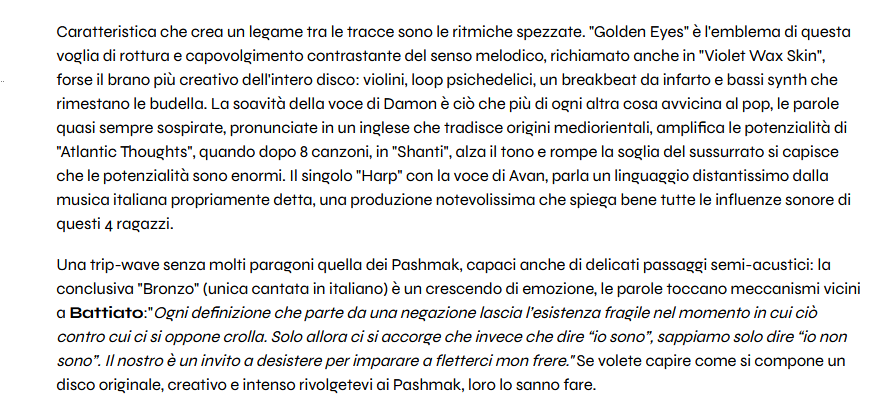 Caratteristica che crea un legame tra le tracce sono le ritmiche spezzate. "Golden Eyes" è l'emblema di questa
voglia di rottura e capovolgimento contrastante del senso melodico, richiamato anche in "Violet Wax Skin",
forse il brano più creativo dell'intero disco: violini, loop psichedelici, un breakbeat da infarto e bassi synth che
rimestano le budella. La soavità della voce di Damon è ciò che più di ogni altra cosa avvicina al pop, le parole
quasi sempre sospirate, pronunciate in un inglese che tradisce origini mediorientali, amplifica le potenzialità di
"Atlantic Thoughts", quando dopo 8 canzoni, in "Shanti", alza il tono e rompe la soglia del sussurrato si capisce
che le potenzialità sono enormi. Il singolo "Harp" con la voce di Avan, parla un linguaggio distantissimo dalla
musica italiana propriamente detta, una produzione notevolissima che spiega bene tutte le influenze sonore di
questi 4 ragazzi.
Una trip-wave senza molti paragoni quella dei Pashmak, capaci anche di delicati passaggi semi-acustici: la
conclusiva "Bronzo" (unica cantata in italiano) è un crescendo di emozione, le parole toccano meccanismi vicini
a Battiato:"Ogni definizione che parte da una negazione lascia l'esistenza fragile nel momento in cui ciò
contro cui ci si oppone crolla. Solo allora ci si accorge che invece che dire “io sono”, sappiamo solo dire “io non
sono”. Il nostro è un invito a desistere per imparare a fletterci mon frere." Se volete capire come si compone un
disco originale, creativo e intenso rivolgetevi ai Pashmak, loro lo sanno fare.